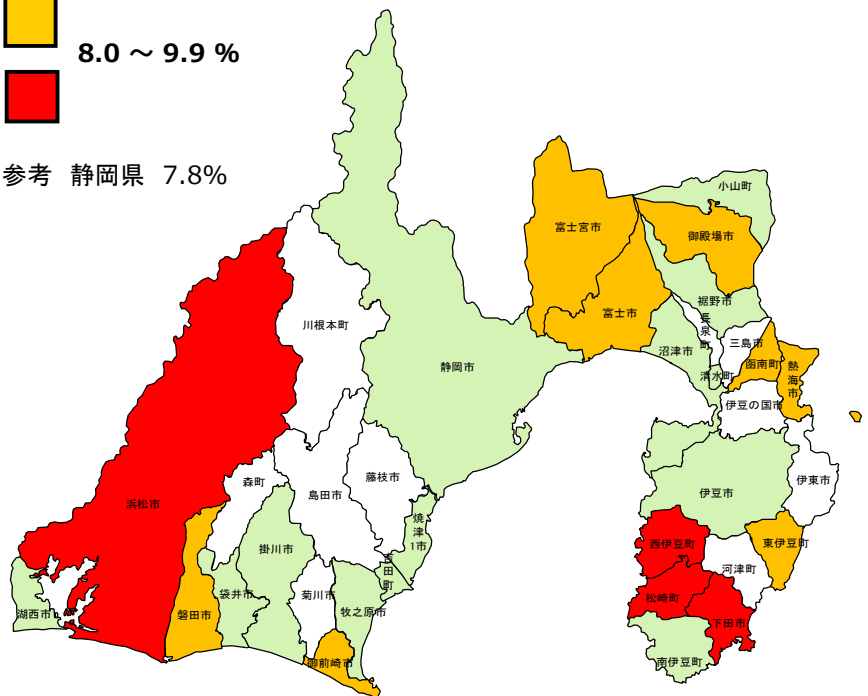 8.0 ～ 9.9 %
参考 静岡県 7.8%
小山町
富士宮市
御殿場市
裾野市
富士市
長泉町
川根本町
三島市
沼津市
静岡市
函南町
熱海市
清水町
伊豆の国市
藤枝市
伊東市
森町
島田市
伊豆市
浜松市
焼津1市
掛川市
西伊豆町
東伊豆町
吉田町
河津町
袋井市
菊川市
松崎町
湖西市
磐田市
牧之原市
下田市
御前崎市
南伊豆町